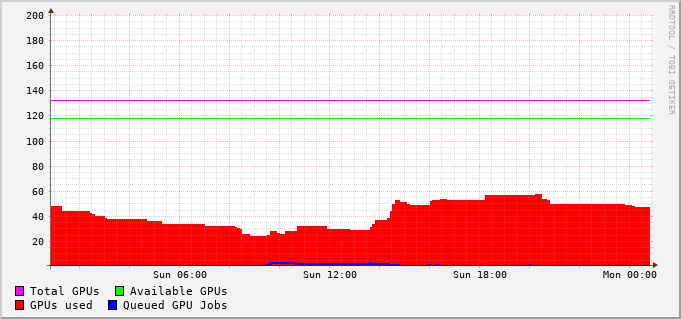 200
180
160
140
120
100
80
60
40
20
Sun 06:00 Sun 12:00 Sun 18:00 Mon 00:00
Total GPUs Available GPUs
GPUs used Queued GPU Jobs
RRDTOOL / TOBI OETIKER